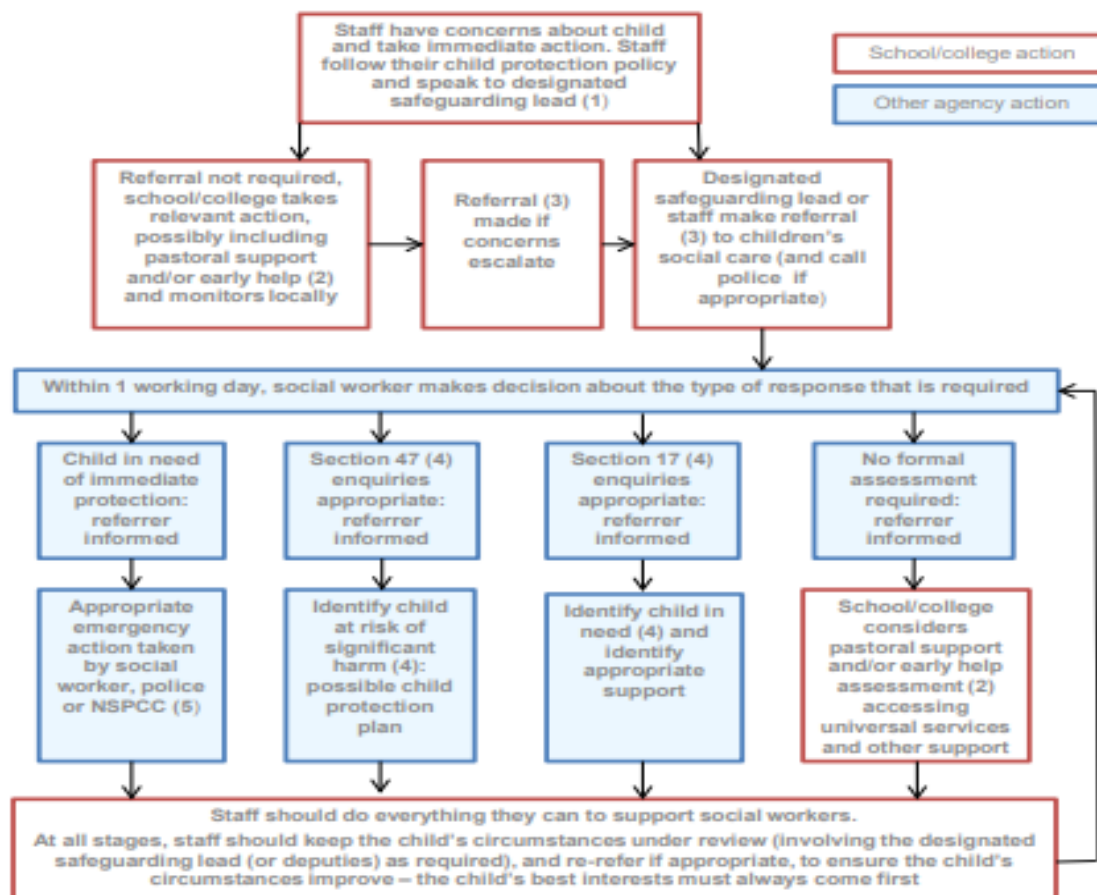 Staff have concerns about child
and take immediate action. Staff
follow their child protection policy
and speak to designated
safeguarding lead (1)
School/college action
Other agency action
Referral not required,
school/college takes
relevant action,
possibly including
pastoral support
and/or early help (2)
and monitors locally
Referral (3)
made if
concerns
escalate
Designated
safeguarding lead or
staff make referral
(3) to children's
social care (and call
police if
appropriate)
Within 1 working day, social worker makes decision about the type of response that is required
Child in need
of immediate
protection:
referrer
informed
Section 47 (4)
enquiries
appropriate:
referrer
informed
Section 17 (4)
enquiries
appropriate:
referrer
informed
No formal
assessment
required:
referrer
informed
Appropriate
emergency
action taken
by social
worker, police
or NSPCC (5)
Identify child
at risk of
significant
harm (4):
possible child
protection
plan
Identify child in
need (4) and
identify
appropriate
support
School/college
considers
pastoral support
and/or early help
assessment (2)
accessing
universal services
and other support
Staff should do everything they can to support social workers.
At all stages, staff should keep the child's circumstances under review (involving the designated
safeguarding lead (or deputies) as required), and re-refer if appropriate, to ensure the child's
circumstances improve – the child's best interests must always come first